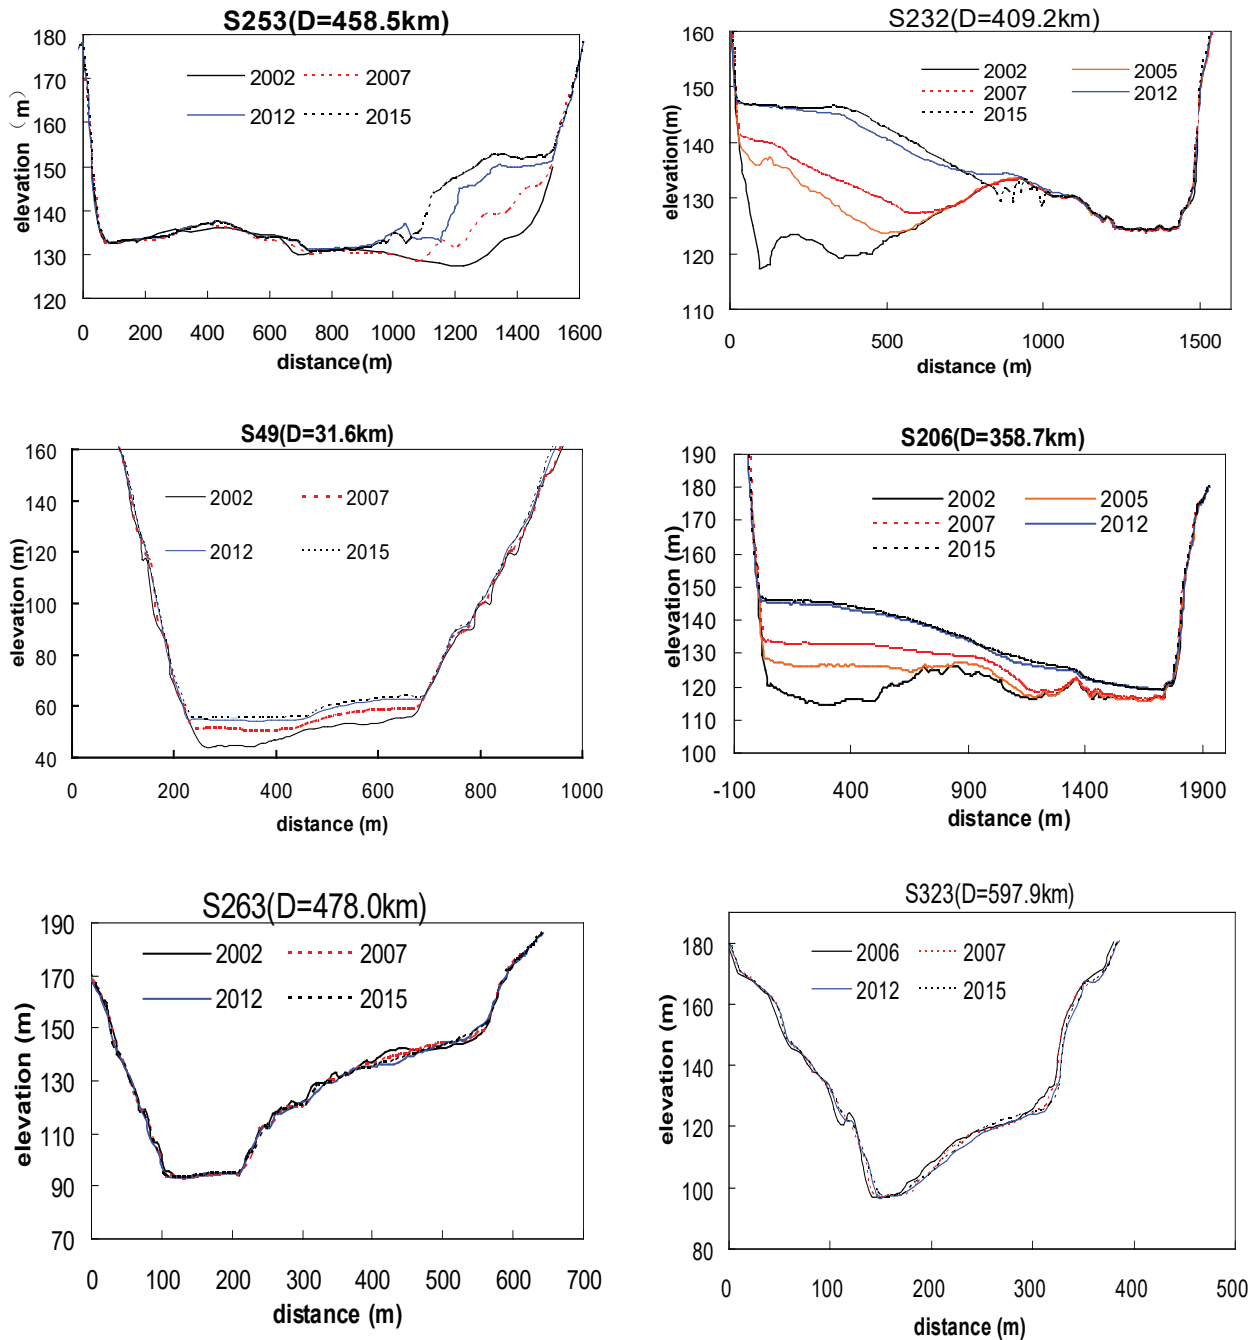 S253(D=458.5km)
180
170
160
150
140
130
120
2002
2007
2012
2015
0 200 400 600 800 1000 1200 1400 1600
elevation（m）
distance(m)
S232(D=409.2km)
160
150
140
130
120
110
2002
2005
2007
2012
2015
0 500 1000 1500
elevation(m)
distance (m)
S49(D=31.6km)
160
140
120
100
80
60
40
2002
2007
2012
2015
0 200 400 600 800 1000
elevation (m)
distance (m)
S206(D=358.7km)
190
180
170
160
150
140
130
120
110
100
2002
2005
2007
2012
2015
-100 400 900 1400 1900
elevation (m)
distance (m)
S263(D=478.0km)
190
170
150
130
110
90
70
2002
2007
2012
2015
0 100 200 300 400 500 600 700
elevation (m)
distance (m)
S323(D=597.9km)
180
160
140
120
100
80
2006
2007
2012
2015
0 100 200 300 400 500
elevation (m)
distance (m)